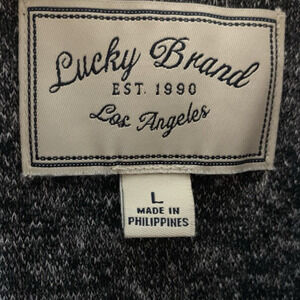 Lucky Brand
EST. 1990
Los Angeles
L
MADE IN
PHILIPPINES